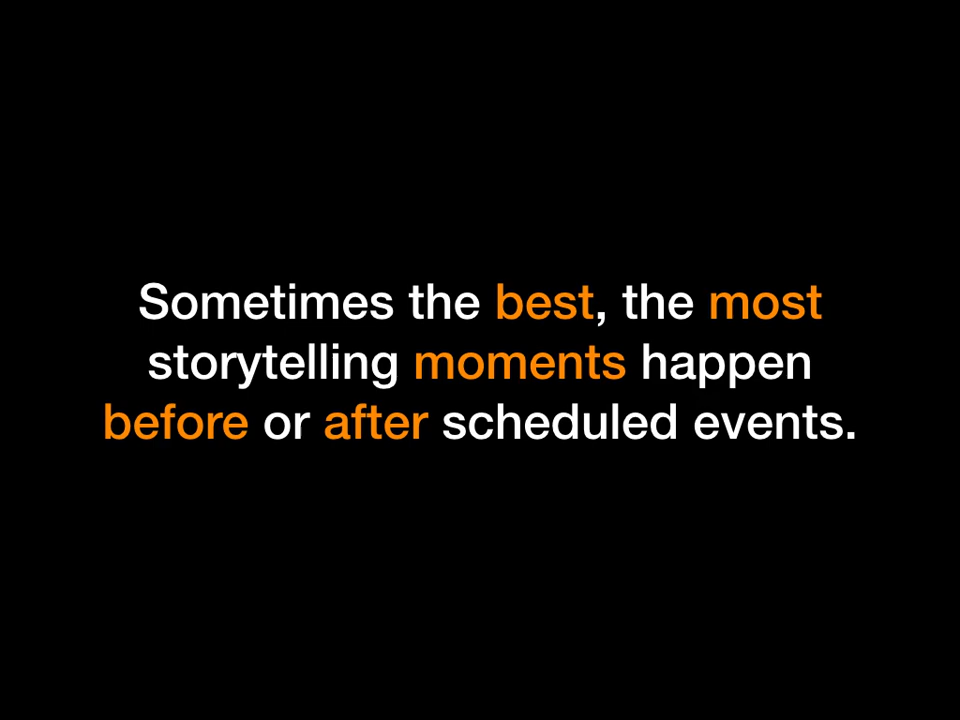 Sometimes the best, the most
storytelling moments happen
before or after scheduled events.